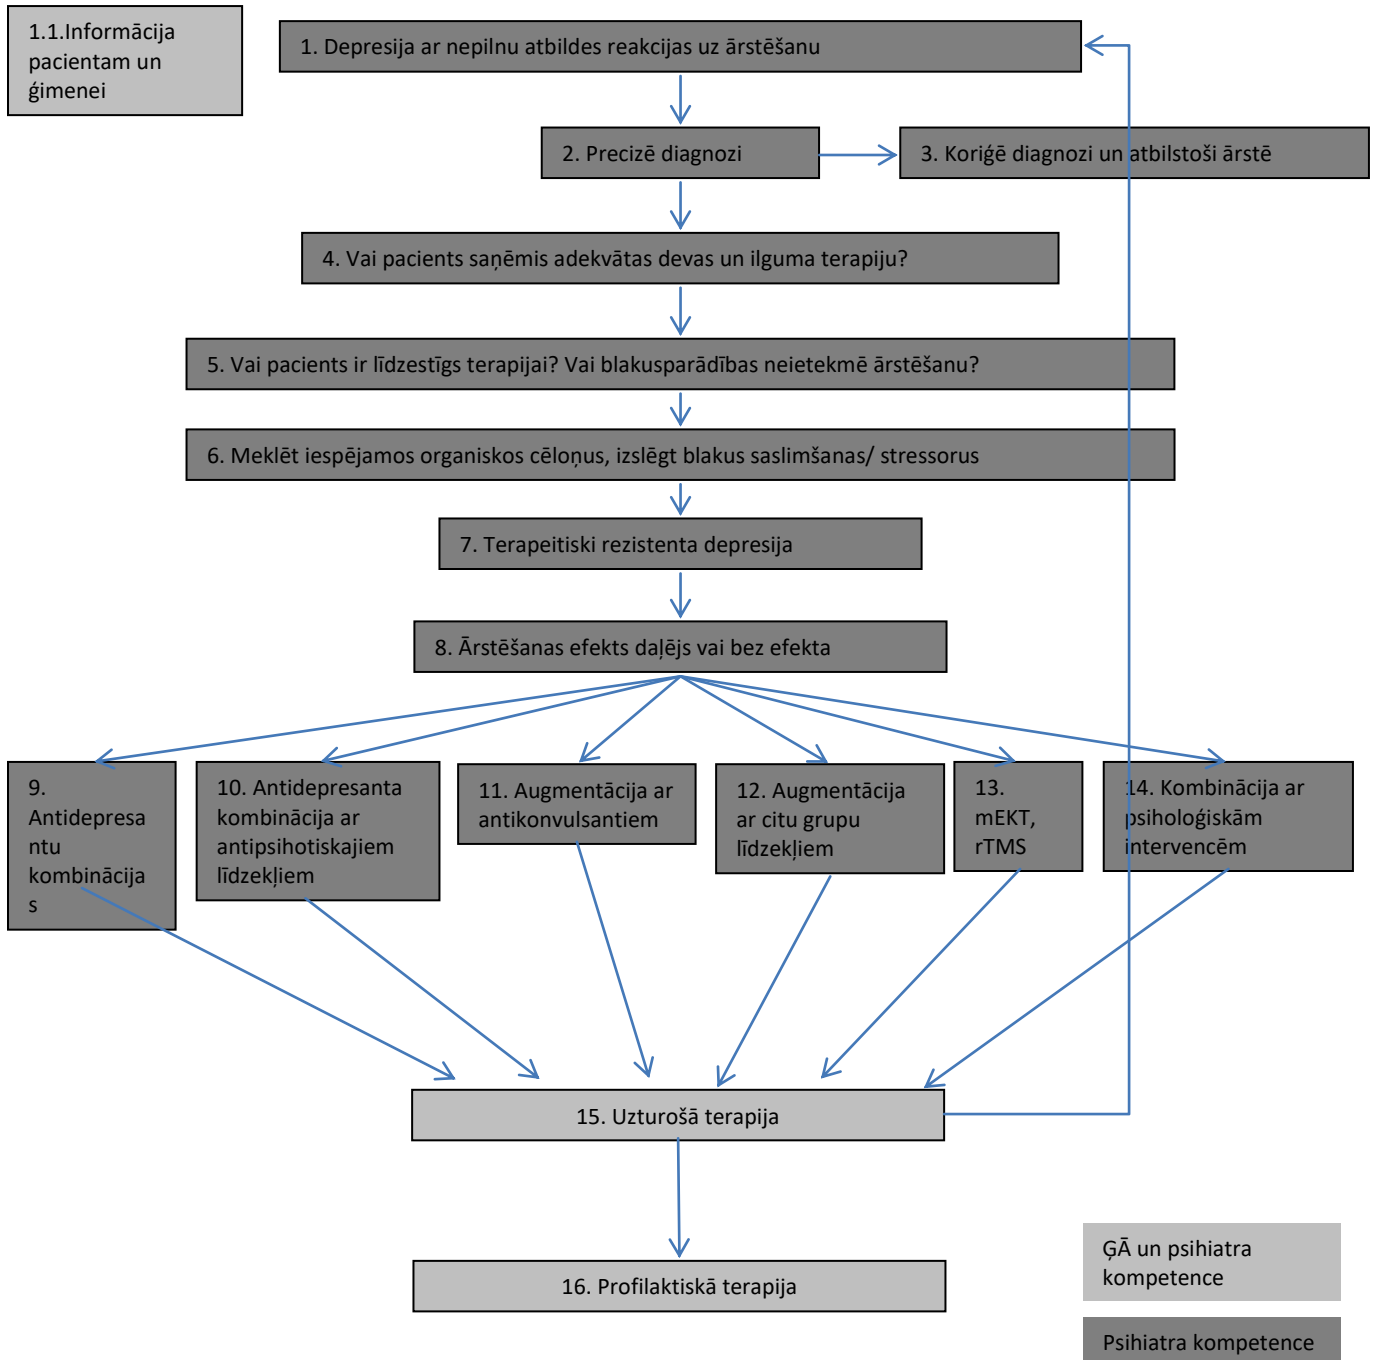 1.1.Informācija
pacientam un
ģimenei
1. Depresija ar nepilnu atbildes reakcijas uz ārstēšanu
2. Precizē diagnozi
3. Koriģē diagnozi un atbilstoši ārstē
4. Vai pacients saņēmis adekvātas devas un ilguma terapiju?
5. Vai pacients ir līdzestīgs terapijai? Vai blakusparādības neietekmē ārstēšanu?
6. Meklēt iespējamos organiskos cēloņus, izslēgt blakus saslimšanas/ stressorus
7. Terapeitiski rezistenta depresija
8. Ārstēšanas efekts daļējs vai bez efekta
9.
Antidepresa
ntu
kombinācija
s
10. Antidepresanta
kombinācija ar
antipsihotiskajiem
līdzekļiem
11. Augmentācija ar
antikonvulsantiem
12. Augmentācija
ar citu grupu
līdzekļiem
13.
mEKT,
rTMS
14. Kombinācija ar
psiholoģiskām
intervencēm
15. Uzturošā terapija
16. Profilaktiskā terapija
ĢĀ un psihiatra
kompetence
Psihiatra kompetence